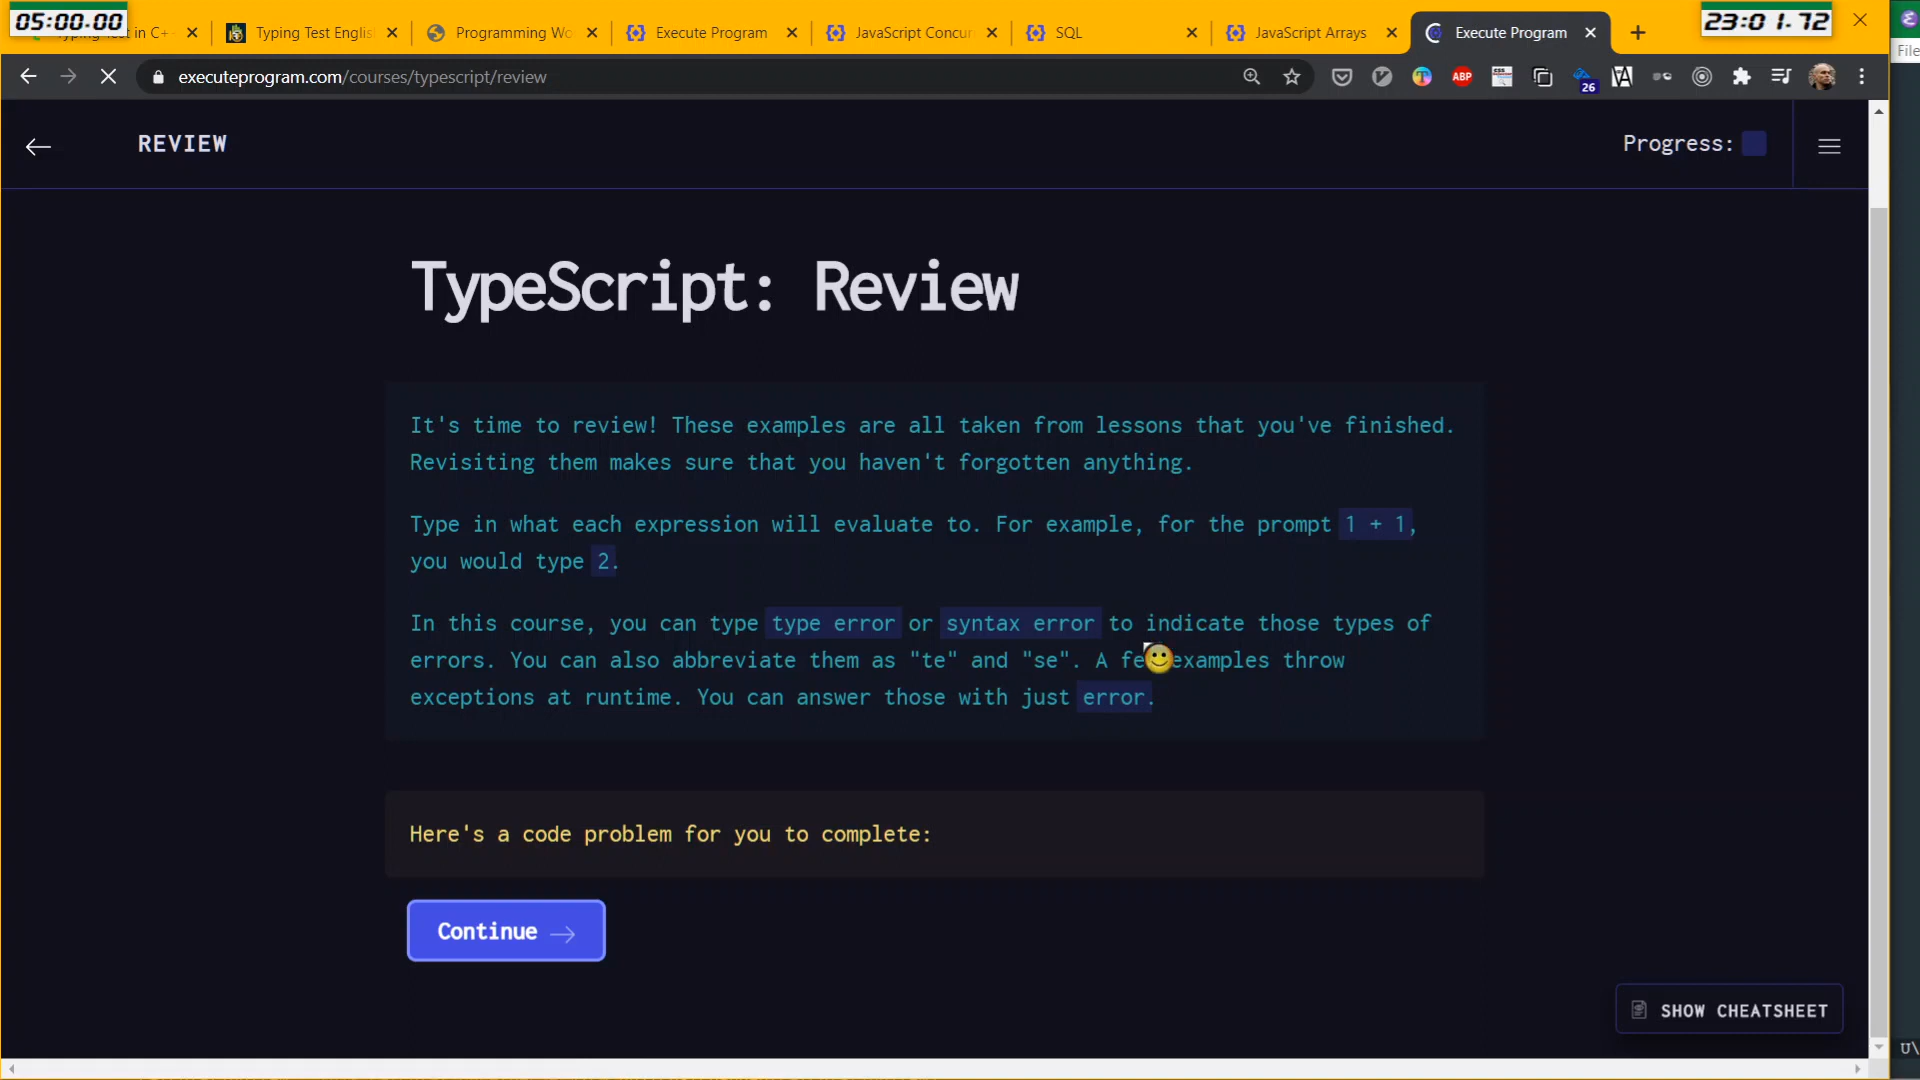 05:00.00
23:01.72
Typing Test in C+
Typing Test Englis
Programming Wo
Execute Program
JavaScript Concur
SQL
JavaScript Arrays
Execute Program
File
executeprogram.com/courses/typescript/review
ABP
26
REVIEW
Progress:
TypeScript: Review
It's time to review! These examples are all taken from lessons that you've finished.
Revisiting them makes sure that you haven't forgotten anything.
Type in what each expression will evaluate to. For example, for the prompt 1 + 1,
you would type 2.
In this course, you can type type error or syntax error to indicate those types of
errors. You can also abbreviate them as "te" and "se". A fe examples throw
exceptions at runtime. You can answer those with just error.
Here's a code problem for you to complete:
Continue →
SHOW CHEATSHEET
U\